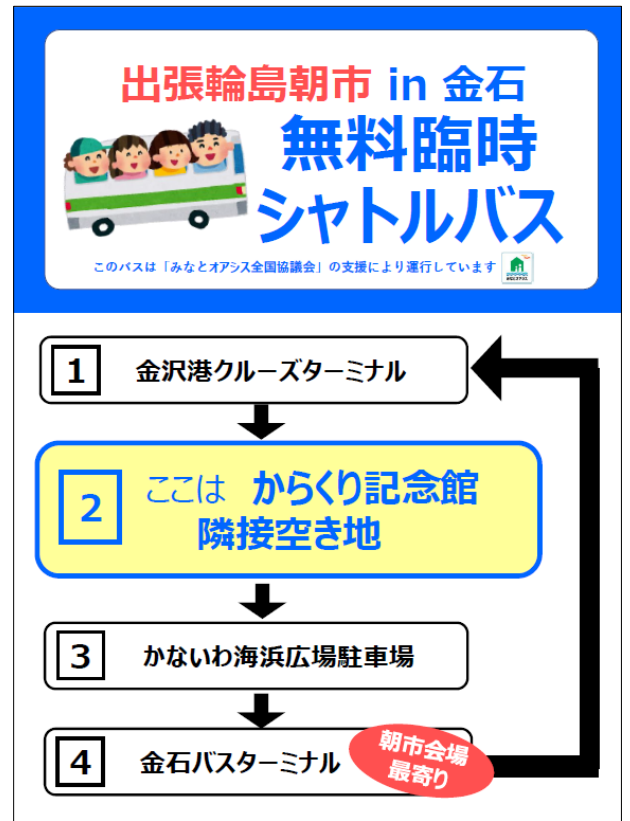 出張輪島朝市 in 金石
無料臨時
シャトルバス
このバスは「みなとオアシス全国協議会」の支援により運行しています
1 金沢港クルーズターミナル
2 ここは からくり記念館
隣接空き地
3 かないわ海浜広場駐車場
4 金石バスターミナル
朝市会場
最寄り